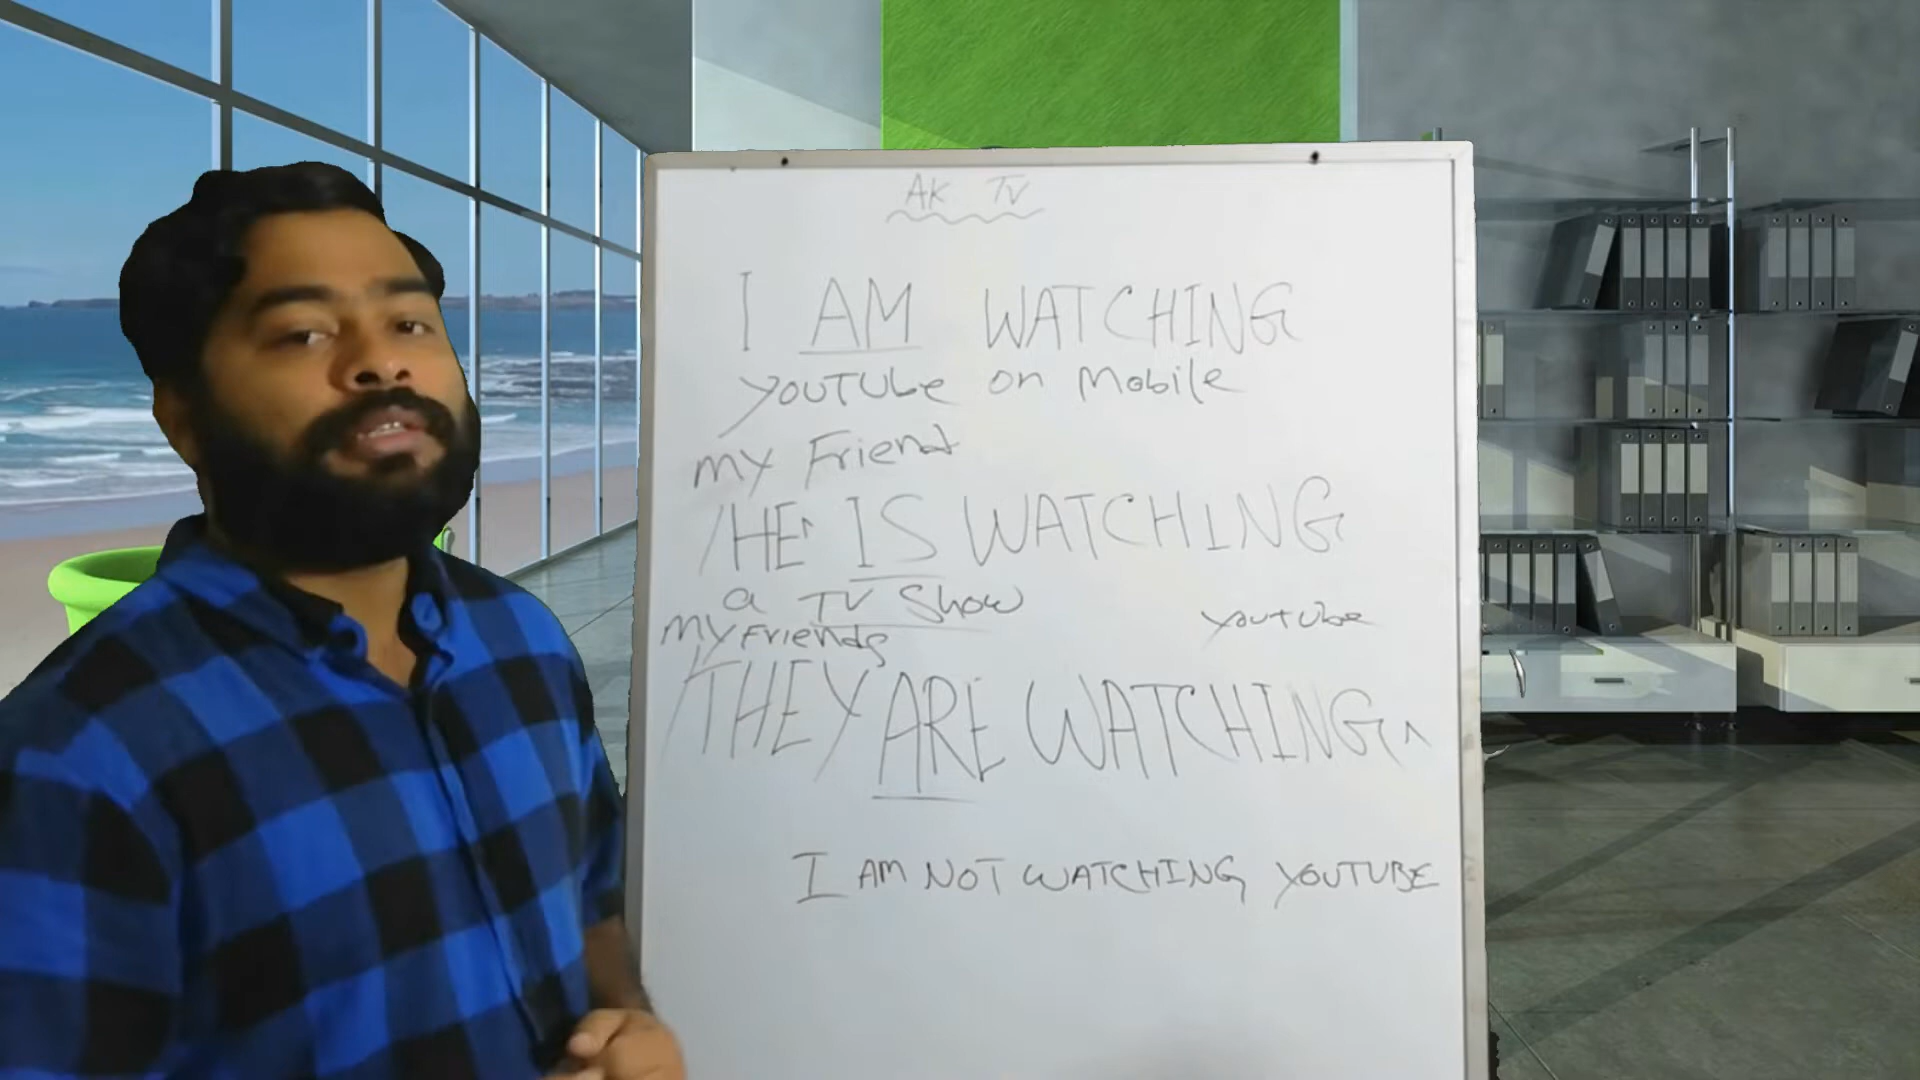 AK TV
I AM WATCHING
YOUTUbe on Mobile
my Friend
/HE^ IS WATCHING
a TV Show
youtube
my Friends
/THEY ARE WATCHING^
I AM NOT WATCHING YOUTUBE